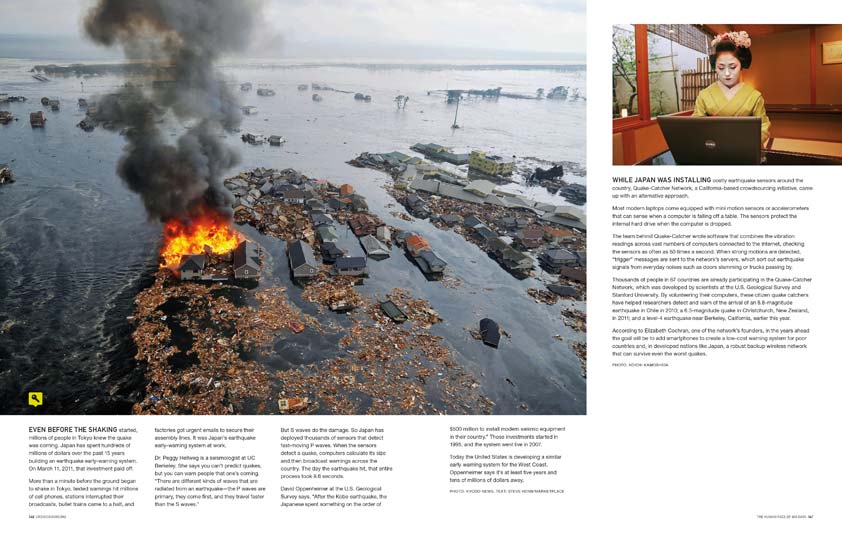 EVEN BEFORE THE SHAKING started,
millions of people in Tokyo knew the quake
was coming. Japan has spent hundreds of
millions of dollars over the past 15 years
building an earthquake early-warning system.
On March 11, 2011, that investment paid off.
More than a minute before the ground began
to shake in Tokyo, texted warnings hit millions
of cell phones, stations interrupted their
broadcasts, bullet trains came to a halt, and
factories got urgent emails to secure their
assembly lines. It was Japan's earthquake
early-warning system at work.
Dr. Peggy Hellweg is a seismologist at UC
Berkeley. She says you can't predict quakes,
but you can warn people that one's coming.
"There are different kinds of waves that are
radiated from an earthquake—the P waves are
primary, they come first, and they travel faster
than the S waves."
But S waves do the damage. So Japan has
deployed thousands of sensors that detect
fast-moving P waves. When the sensors
detect a quake, computers calculate its size
and then broadcast warnings across the
country. The day the earthquake hit, that entire
process took 8.6 seconds.
David Oppenheimer at the U.S. Geological
Survey says, "After the Kobe earthquake, the
Japanese spent something on the order of
$500 million to install modern seismic equipment
in their country." Those investments started in
1995, and the system went live in 2007.
Today the United States is developing a similar
early warning system for the West Coast.
Oppenheimer says it's at least five years and
tens of millions of dollars away.
PHOTO: KYODO NEWS. TEXT: STEVE HENN/MARKETPLACE
146 CROWDSOURCING
WHILE JAPAN WAS INSTALLING costly earthquake sensors around the
country, Quake-Catcher Network, a California-based crowdsourcing initiative, came
up with an alternative approach.
Most modern laptops come equipped with mini motion sensors or accelerometers
that can sense when a computer is falling off a table. The sensors protect the
internal hard drive when the computer is dropped.
The team behind Quake-Catcher wrote software that combines the vibration
readings across vast numbers of computers connected to the internet, checking
the sensors as often as 50 times a second. When strong motions are detected,
"trigger" messages are sent to the network's servers, which sort out earthquake
signals from everyday noises such as doors slamming or trucks passing by.
Thousands of people in 67 countries are already participating in the Quake-Catcher
Network, which was developed by scientists at the U.S. Geological Survey and
Stanford University. By volunteering their computers, these citizen quake catchers
have helped researchers detect and warn of the arrival of an 8.8-magnitude
earthquake in Chile in 2010; a 6.3-magnitude quake in Christchurch, New Zealand,
in 2011; and a level-4 earthquake near Berkeley, California, earlier this year.
According to Elizabeth Cochran, one of the network's founders, in the years ahead
the goal will be to add smartphones to create a low-cost warning system for poor
countries and, in developed nations like Japan, a robust backup wireless network
that can survive even the worst quakes.
PHOTO: KOICHI KAMOSHIDA
THE HUMAN FACE OF BIG DATA 147